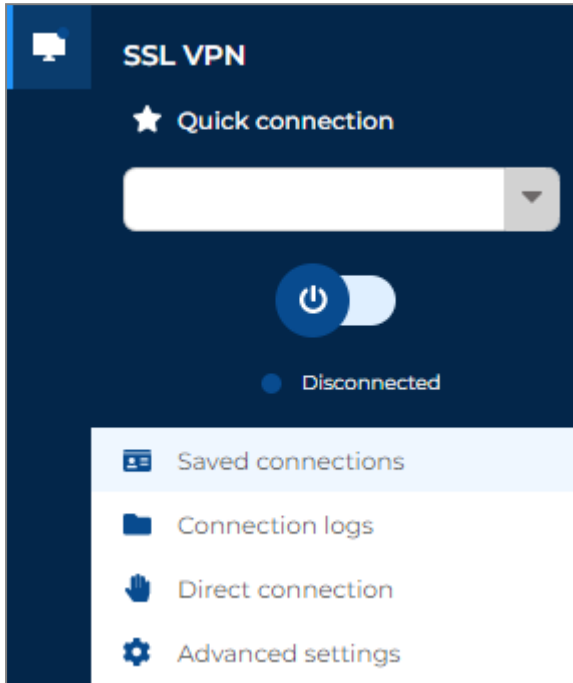 SSL VPN
Quick connection
Disconnected
Saved connections
Connection logs
Direct connection
Advanced settings